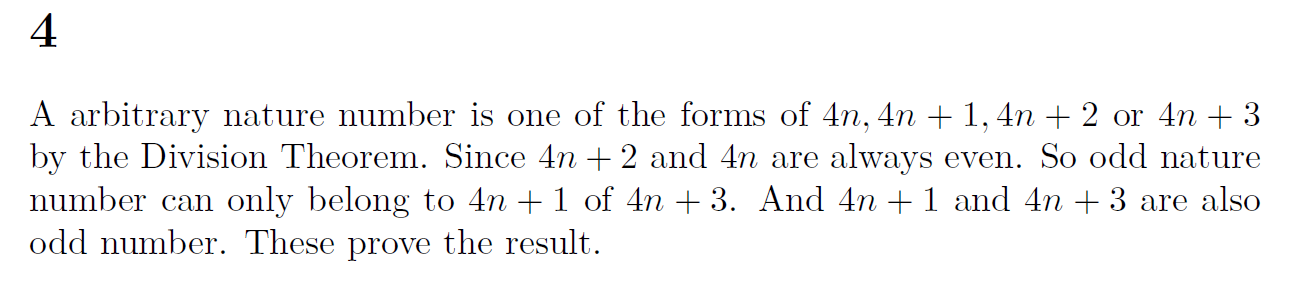 4
A arbitrary nature number is one of the forms of 4n, 4n + 1, 4n + 2 or 4n + 3
by the Division Theorem. Since 4n + 2 and 4n are always even. So odd nature
number can only belong to 4n + 1 of 4n + 3. And 4n + 1 and 4n + 3 are also
odd number. These prove the result.